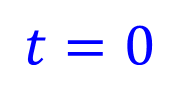 t = 0